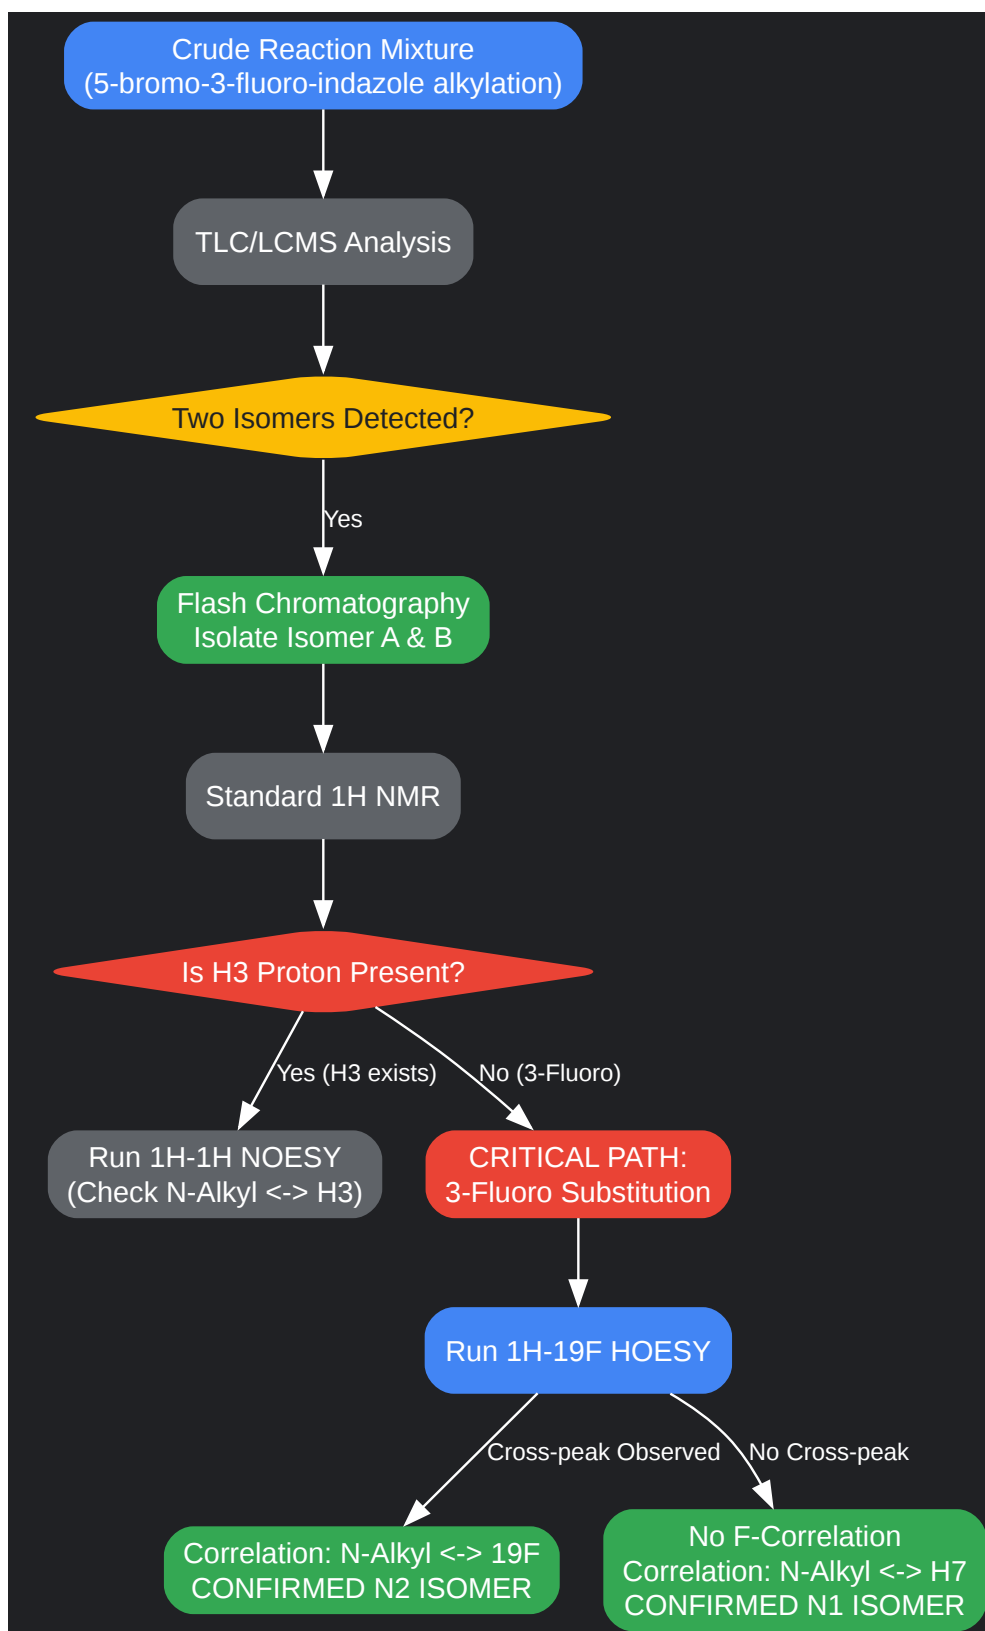 Crude Reaction Mixture
(5-bromo-3-fluoro-indazole alkylation)
TLC/LCMS Analysis
Two Isomers Detected?
Yes
Flash Chromatography
Isolate Isomer A & B
Standard 1H NMR
Is H3 Proton Present?
Yes (H3 exists)
No (3-Fluoro)
Run 1H-1H NOESY
(Check N-Alkyl <-> H3)
CRITICAL PATH:
3-Fluoro Substitution
Run 1H-19F HOESY
Cross-peak Observed
No Cross-peak
Correlation: N-Alkyl <-> 19F
CONFIRMED N2 ISOMER
No F-Correlation
Correlation: N-Alkyl <-> H7
CONFIRMED N1 ISOMER